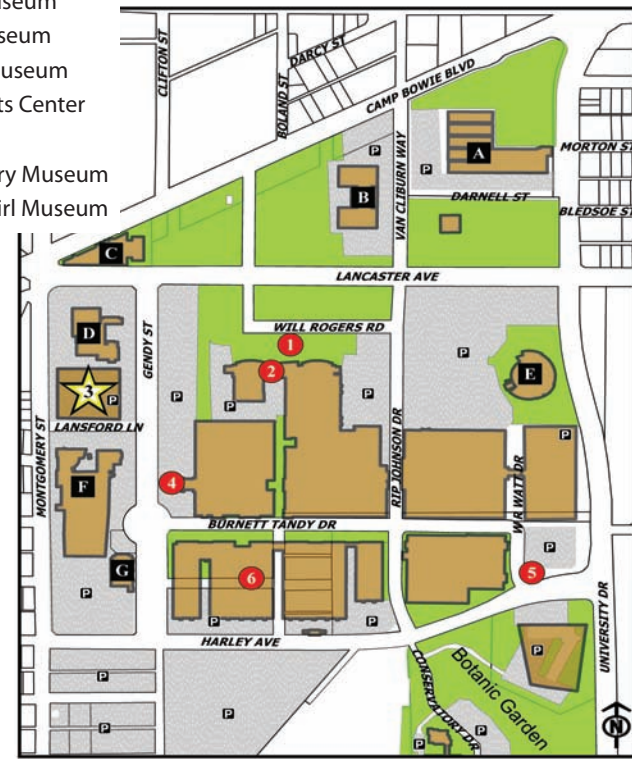 useum
seum
Museum
ts Center
ry Museum
irl Museum
CLIFTON ST
BOLAND ST
DARCY ST
CAMP BOWIE BLVD
VAN CLIBURN WAY
P
P
A
MORTON ST
B
DARNELL ST
BLEDSOE ST
C
LANCASTER AVE
D
GENDY ST
WILL ROGERS RD
1
2
P
E
3
P
P
P
P
P
LANSFORD LN
MONTGOMERY ST
F
4
RIP JOHNSON DR
W R WATT DR
BURNETT TANDY DR
P
G
P
6
5
P
P
HARLEY AVE
UNIVERSITY DR
P
P
CONSERVATORY DR
Botanic Garden
P
P
P
P
P
N